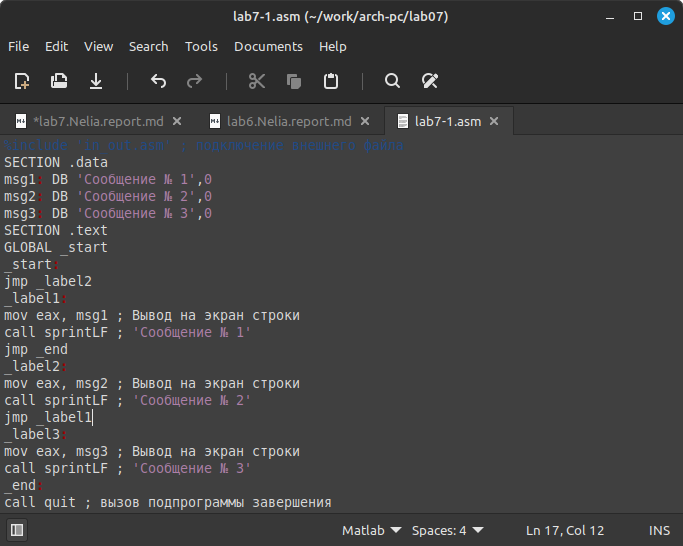 lab7-1.asm (~/work/arch-pc/lab07)
File Edit View Search Tools Documents Help
*lab7.Nelia.report.md lab6.Nelia.report.md lab7-1.asm
%include 'in_out.asm' ; подключение внешнего файла
SECTION .data
msg1: DB 'Сообщение № 1',0
msg2: DB 'Сообщение № 2',0
msg3: DB 'Сообщение № 3',0
SECTION .text
GLOBAL _start
_start:
jmp _label2
_label1:
mov eax, msg1 ; Вывод на экран строки
call sprintLF ; 'Сообщение № 1'
jmp _end
_label2:
mov eax, msg2 ; Вывод на экран строки
call sprintLF ; 'Сообщение № 2'
jmp _label1
_label3:
mov eax, msg3 ; Вывод на экран строки
call sprintLF ; 'Сообщение № 3'
_end:
call quit ; вызов подпрограммы завершения
Matlab Spaces: 4 Ln 17, Col 12 INS